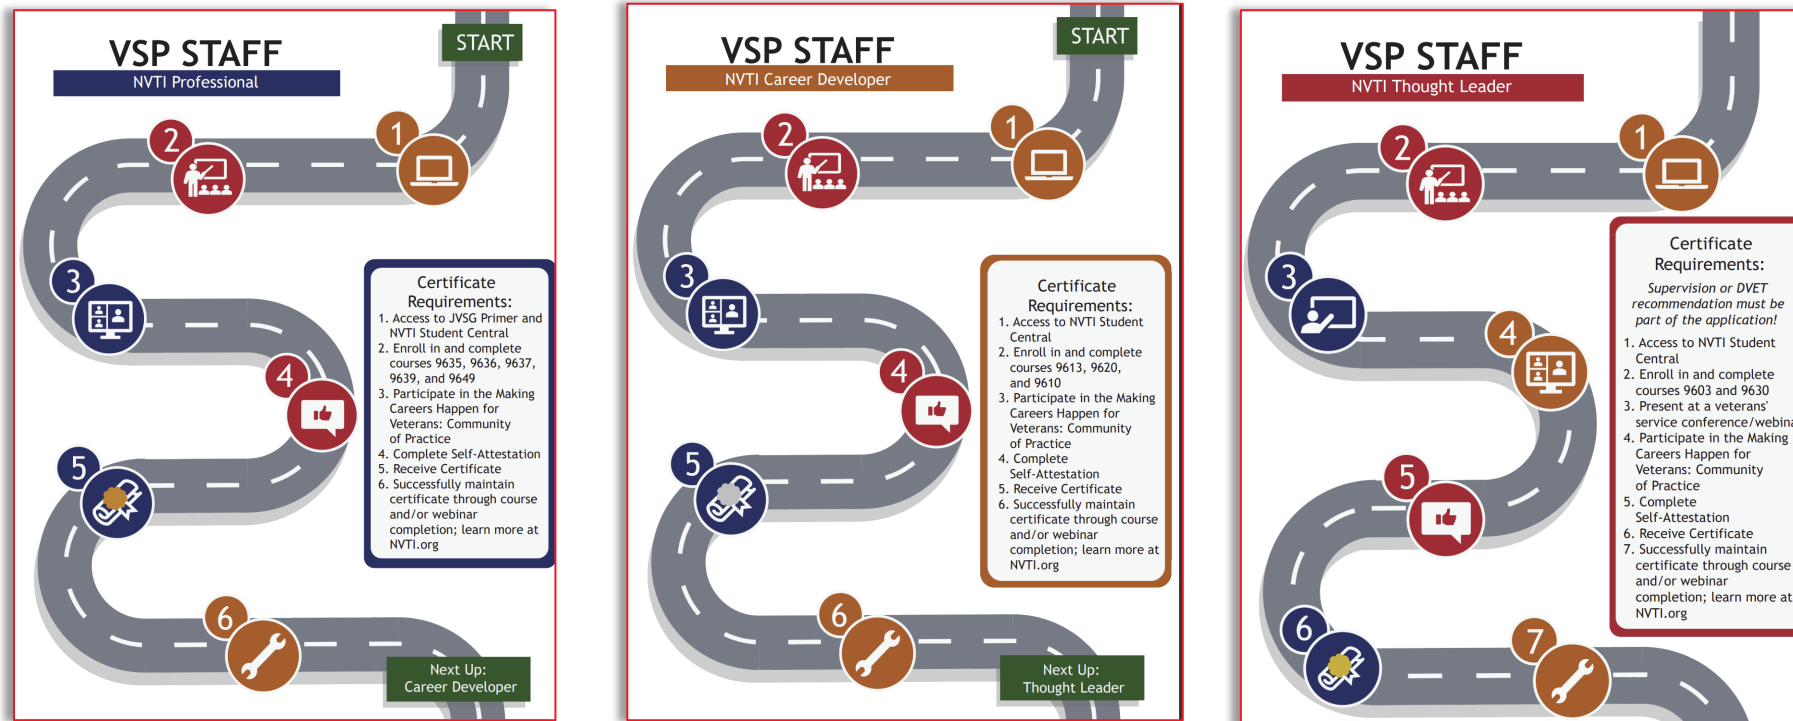 VSP STAFF
NVTI Professional
START
1
2
3
4
5
6
Certificate
Requirements:
1. Access to JVSG Primer and
NVTI Student Central
2. Enroll in and complete
courses 9635, 9636, 9637,
9639, and 9649
3. Participate in the Making
Careers Happen for
Veterans: Community
of Practice
4. Complete Self-Attestation
5. Receive Certificate
6. Successfully maintain
certificate through course
and/or webinar
completion; learn more at
NVTI.org
Next Up:
Career Developer
VSP STAFF
NVTI Career Developer
START
1
2
3
4
5
6
Certificate
Requirements:
1. Access to NVTI Student
Central
2. Enroll in and complete
courses 9613, 9620,
and 9610
3. Participate in the Making
Careers Happen for
Veterans: Community
of Practice
4. Complete
Self-Attestation
5. Receive Certificate
6. Successfully maintain
certificate through course
and/or webinar
completion; learn more at
NVTI.org
Next Up:
Thought Leader
VSP STAFF
NVTI Thought Leader
1
2
3
4
5
6
7
Certificate
Requirements:
Supervision or DVET
recommendation must be
part of the application!
1. Access to NVTI Student
Central
2. Enroll in and complete
courses 9603 and 9630
3. Present at a veterans'
service conference/webina
4. Participate in the Making
Careers Happen for
Veterans: Community
of Practice
5. Complete
Self-Attestation
6. Receive Certificate
7. Successfully maintain
certificate through course
and/or webinar
completion; learn more at
NVTI.org